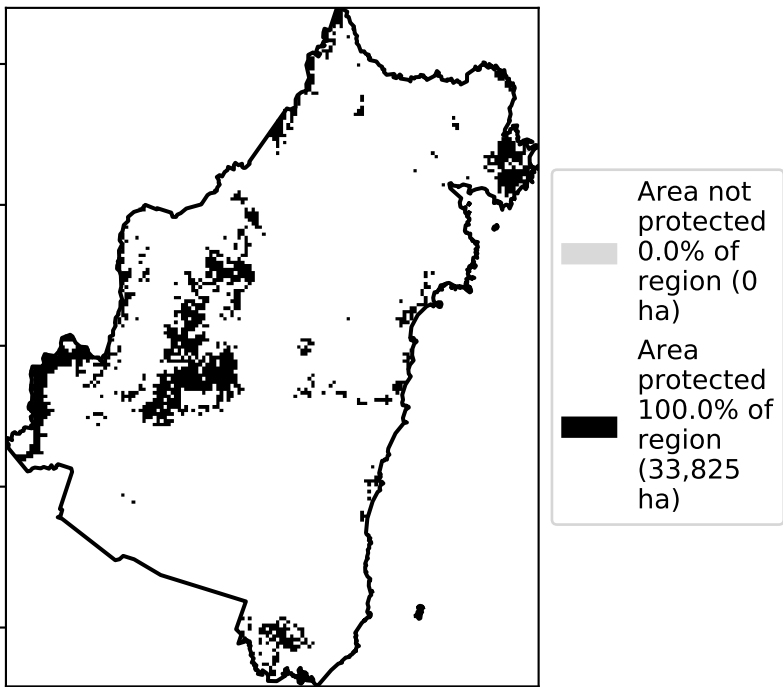 Area not
protected
0.0% of
region (0
ha)
Area
protected
100.0% of
region
(33,825
ha)